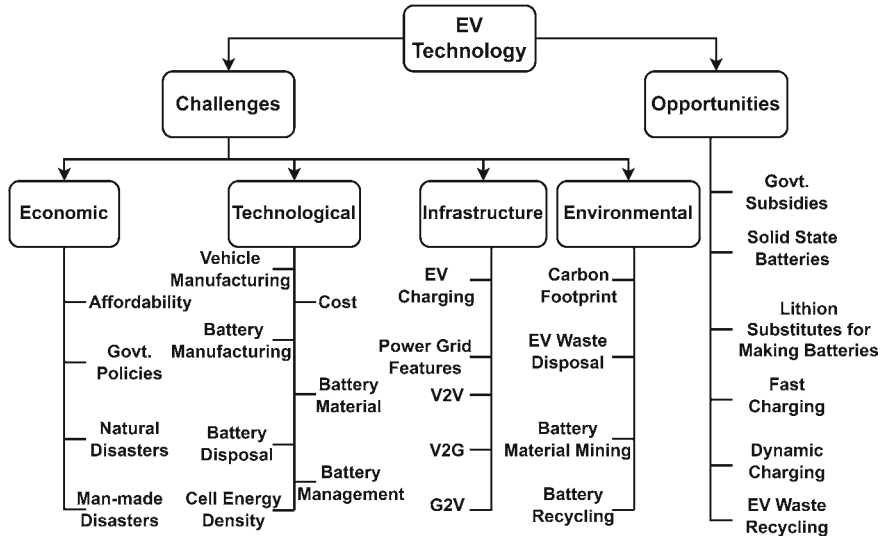 EV
Technology
Challenges
Opportunities
Economic
Technological
Infrastructure
Environmental
Affordability
Govt.
Policies
Natural
Disasters
Man-made
Disasters
Vehicle
Manufacturing
Cost
Battery
Manufacturing
Battery
Material
Battery
Disposal
Battery
Management
Cell Energy
Density
EV
Charging
Power Grid
Features
V2V
V2G
G2V
Carbon
Footprint
EV Waste
Disposal
Battery
Material Mining
Battery
Recycling
Govt.
Subsidies
Solid State
Batteries
Lithion
Substitutes for
Making Batteries
Fast
Charging
Dynamic
Charging
EV Waste
Recycling